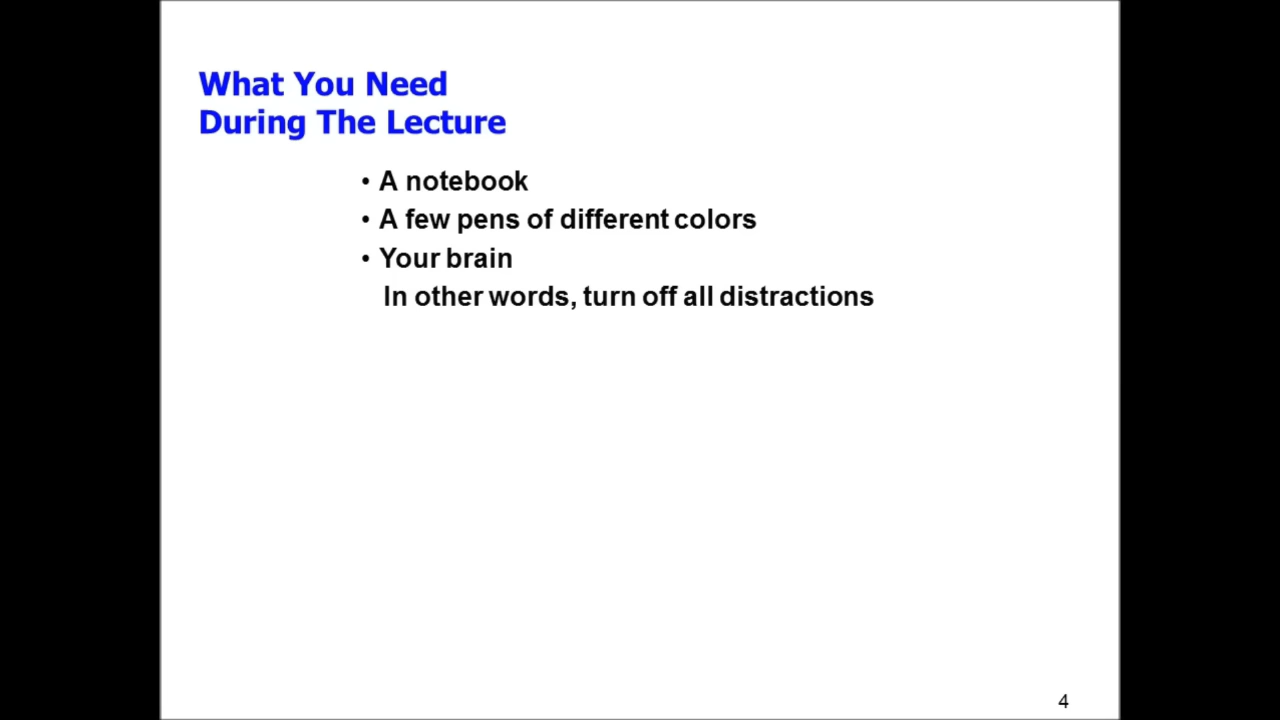 What You Need
During The Lecture
• A notebook
• A few pens of different colors
• Your brain
In other words, turn off all distractions
4